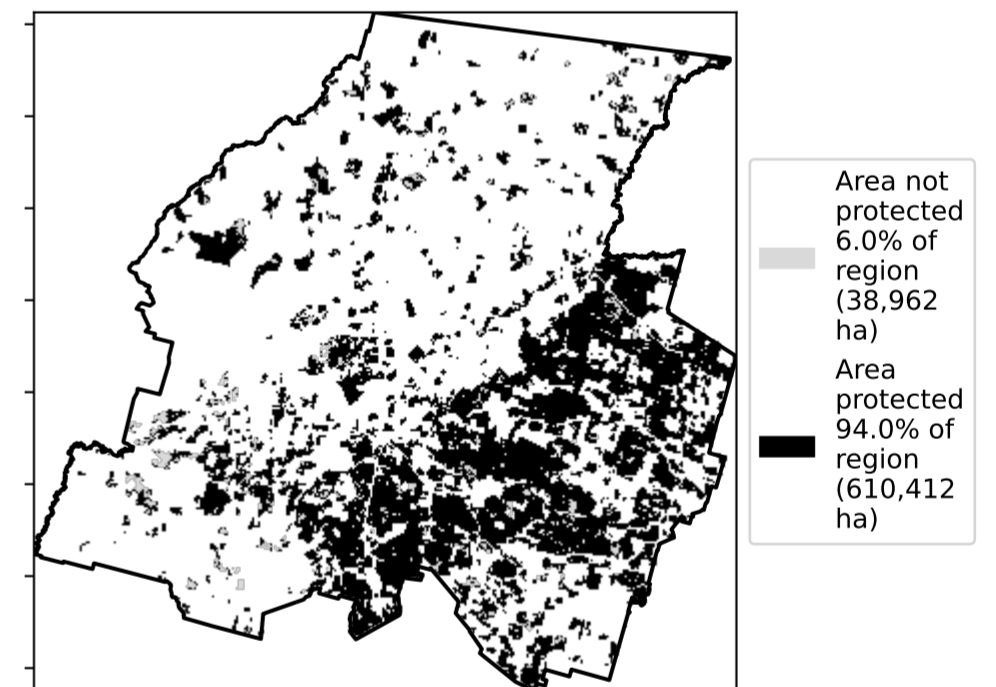 Area not
protected
6.0% of
region
(38,962
ha)
Area
protected
94.0% of
region
(610,412
ha)